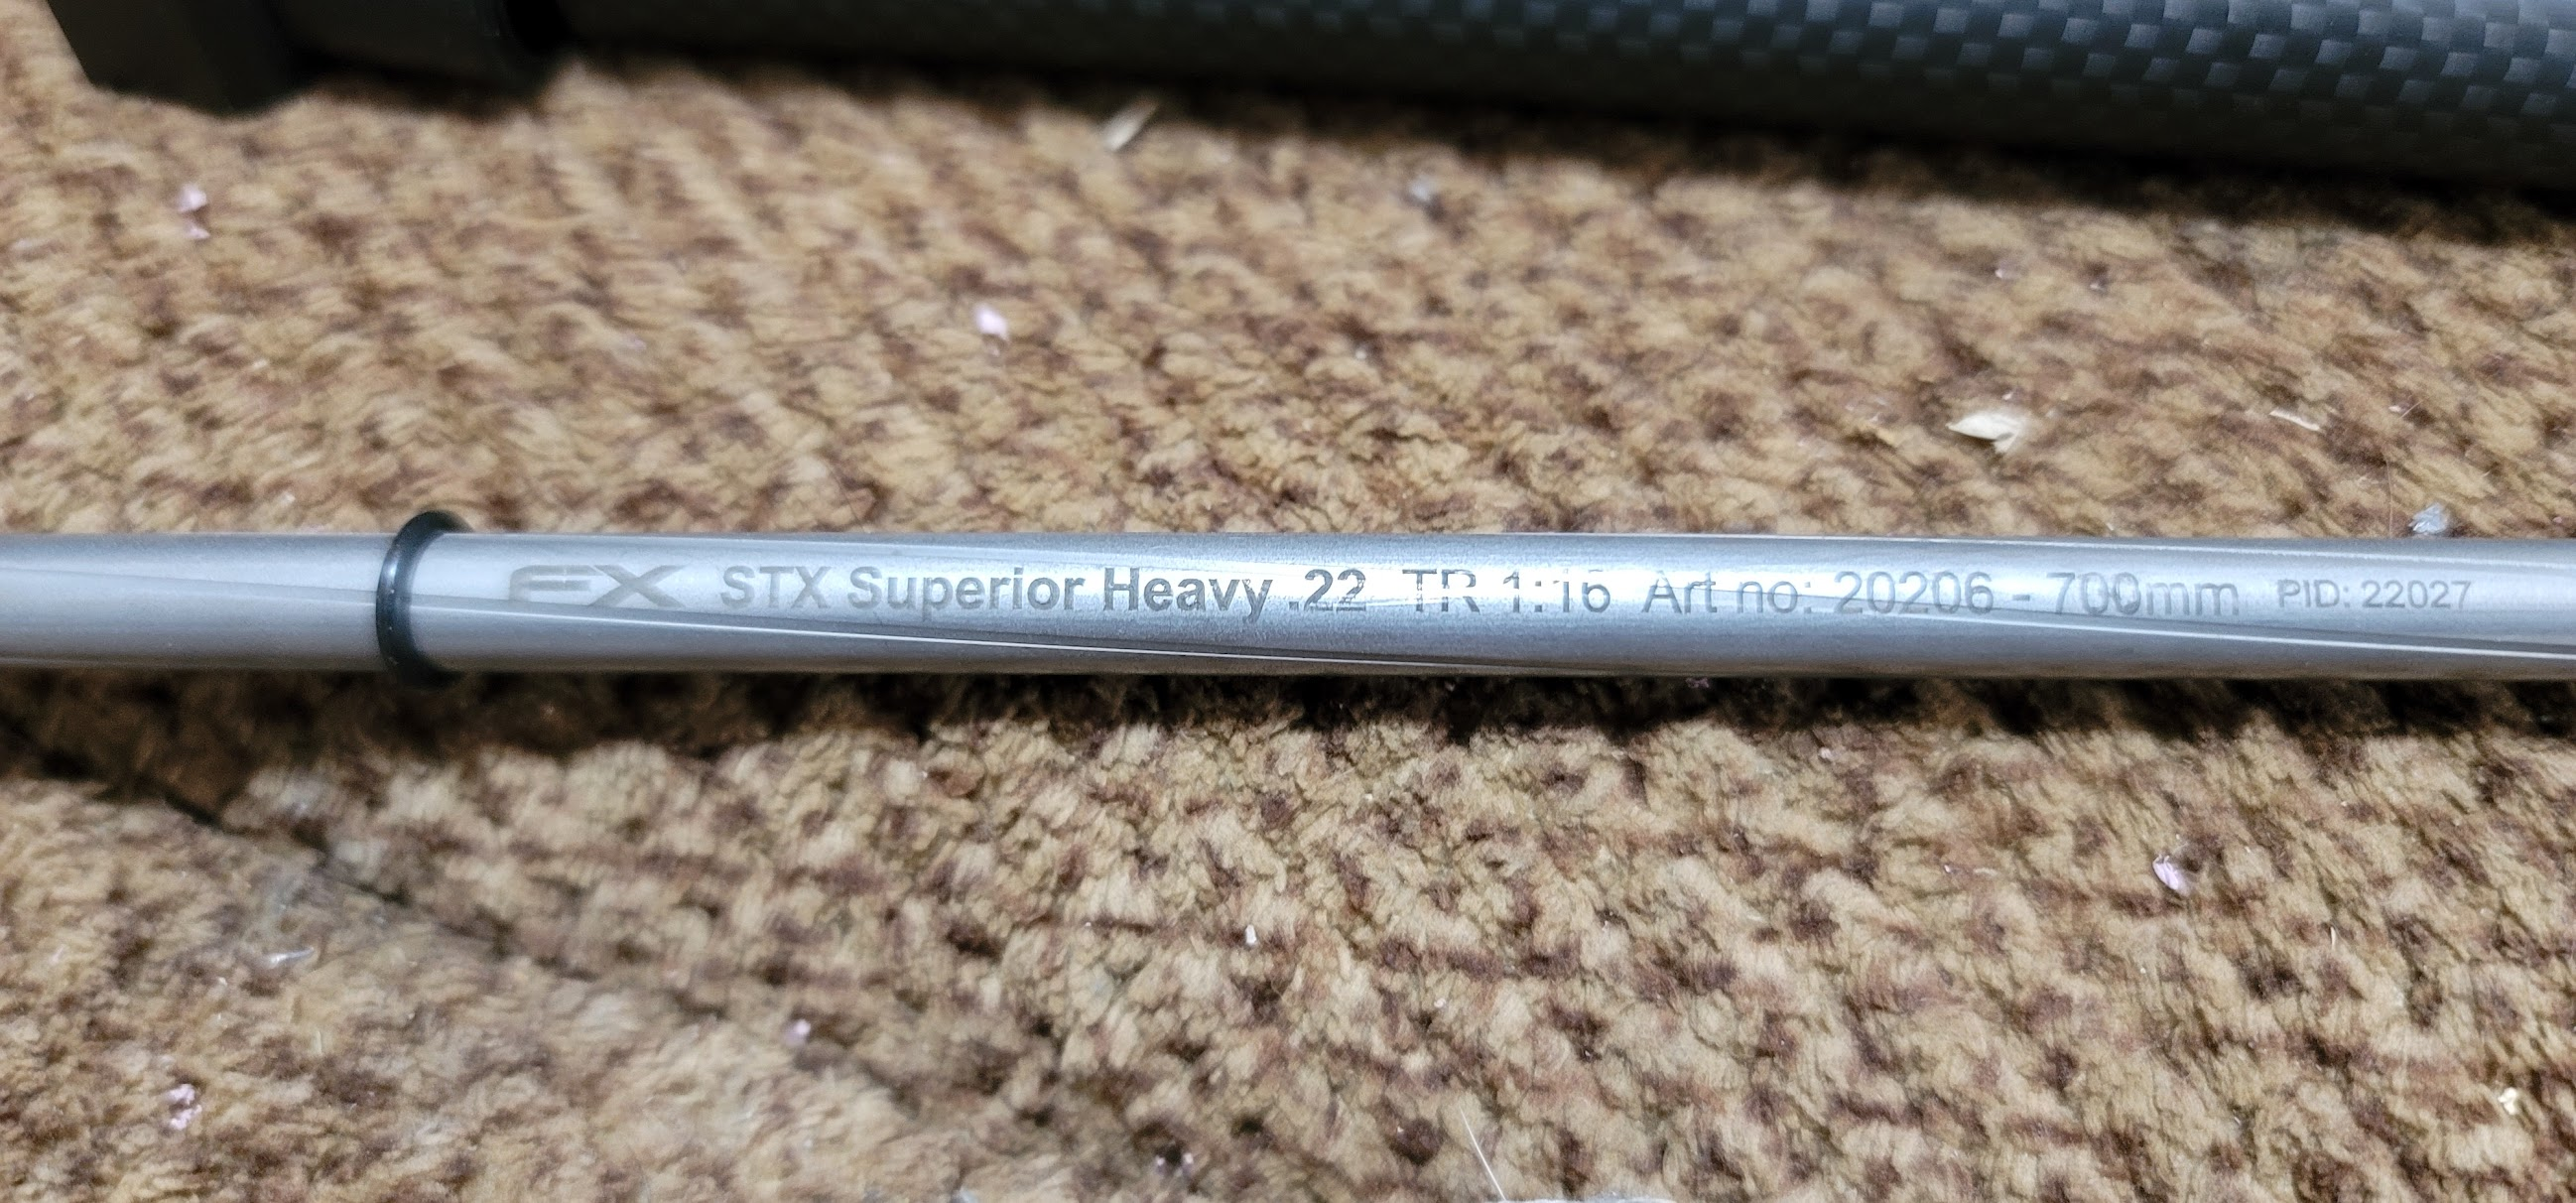 FX STX Superior Heavy .22 TR 1:16 Art no: 20206 - 700mm PID: 22027